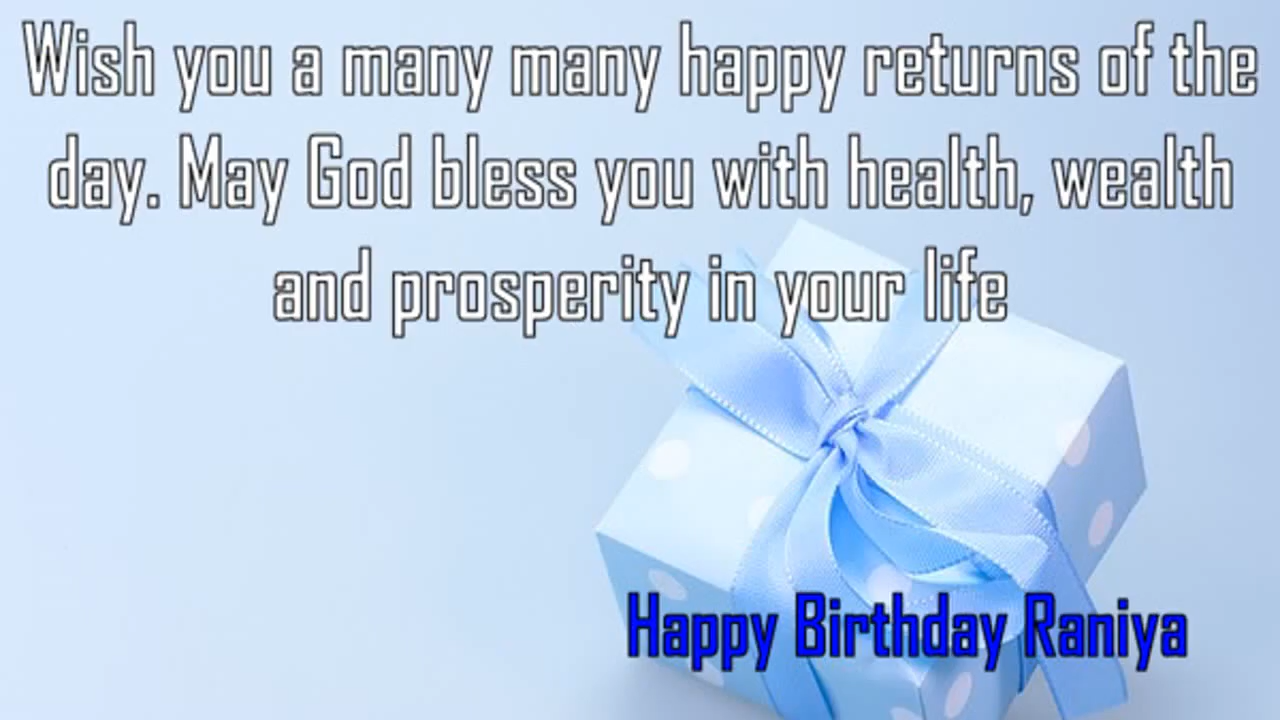 Wish you a many many happy returns of the
day. May God bless you with health, wealth
and prosperity in your life
Happy Birthday Raniya